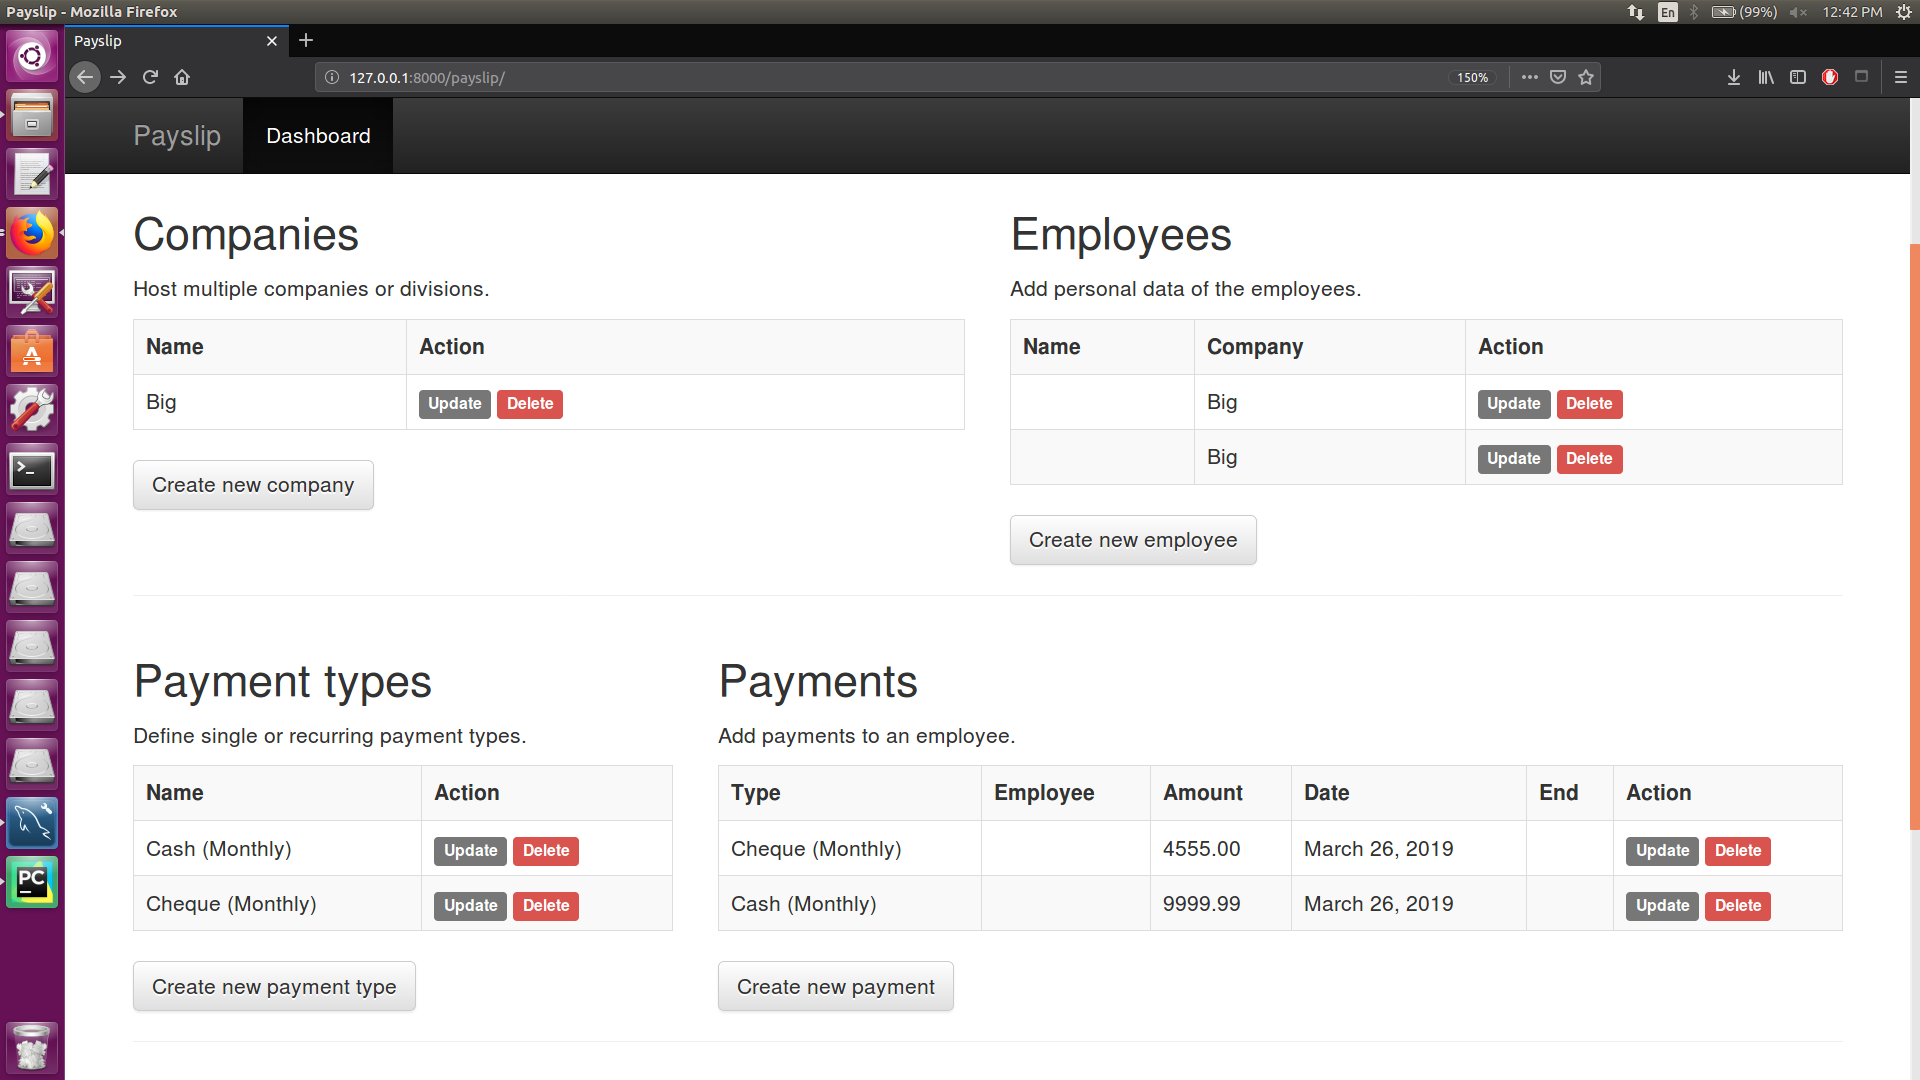 Payslip - Mozilla Firefox
En
(99%)
12:42 PM
Payslip
127.0.0.1:8000/payslip/
150%
Payslip
Dashboard
Companies
Host multiple companies or divisions.
Name Action
Big Update Delete
Create new company
Employees
Add personal data of the employees.
Name Company Action
Big Update Delete
Big Update Delete
Create new employee
Payment types
Define single or recurring payment types.
Name Action
Cash (Monthly) Update Delete
Cheque (Monthly) Update Delete
Create new payment type
Payments
Add payments to an employee.
Type Employee Amount Date End Action
Cheque (Monthly) 4555.00 March 26, 2019 Update Delete
Cash (Monthly) 9999.99 March 26, 2019 Update Delete
Create new payment
PC